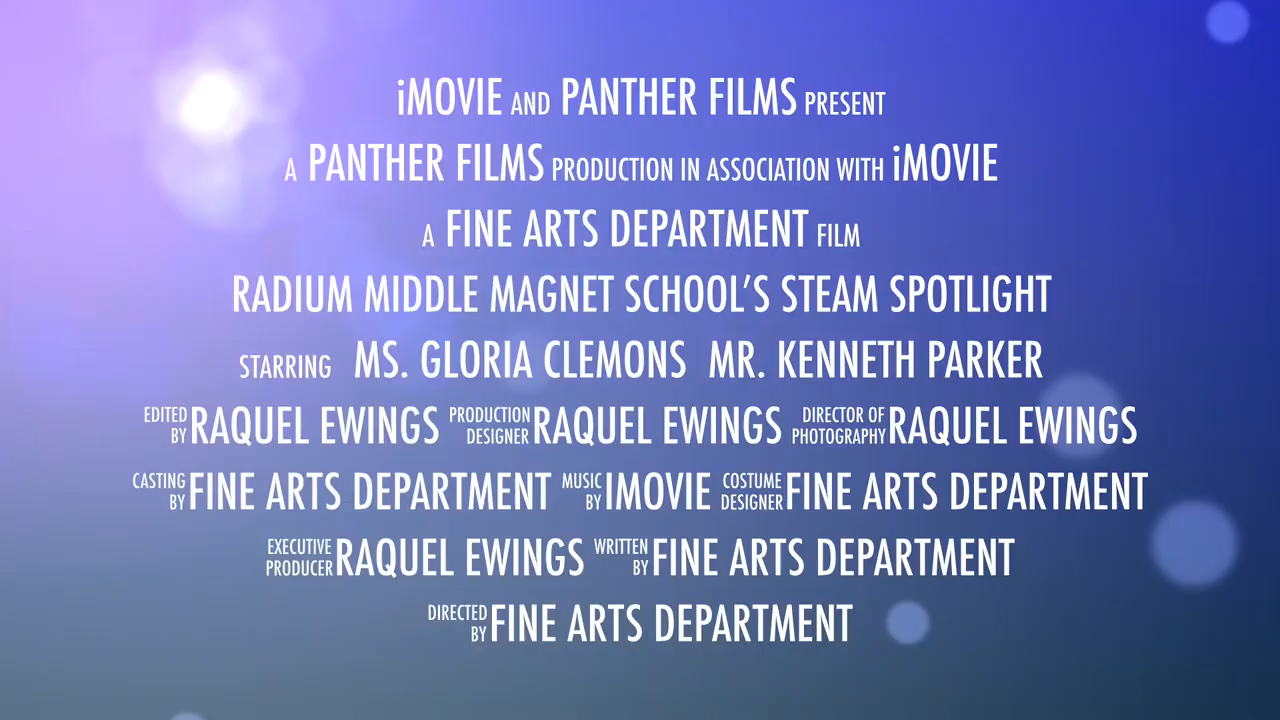 iMOVIE AND PANTHER FILMS PRESENT
A PANTHER FILMS PRODUCTION IN ASSOCIATION WITH iMOVIE
A FINE ARTS DEPARTMENT FILM
RADIUM MIDDLE MAGNET SCHOOL'S STEAM SPOTLIGHT
STARRING MS. GLORIA CLEMONS MR. KENNETH PARKER
EDITED BY RAQUEL EWINGS PRODUCTION DESIGNER RAQUEL EWINGS DIRECTOR OF PHOTOGRAPHY RAQUEL EWINGS
CASTING BY FINE ARTS DEPARTMENT MUSIC BY IMOVIE COSTUME DESIGNER FINE ARTS DEPARTMENT
EXECUTIVE PRODUCER RAQUEL EWINGS WRITTEN BY FINE ARTS DEPARTMENT
DIRECTED BY FINE ARTS DEPARTMENT